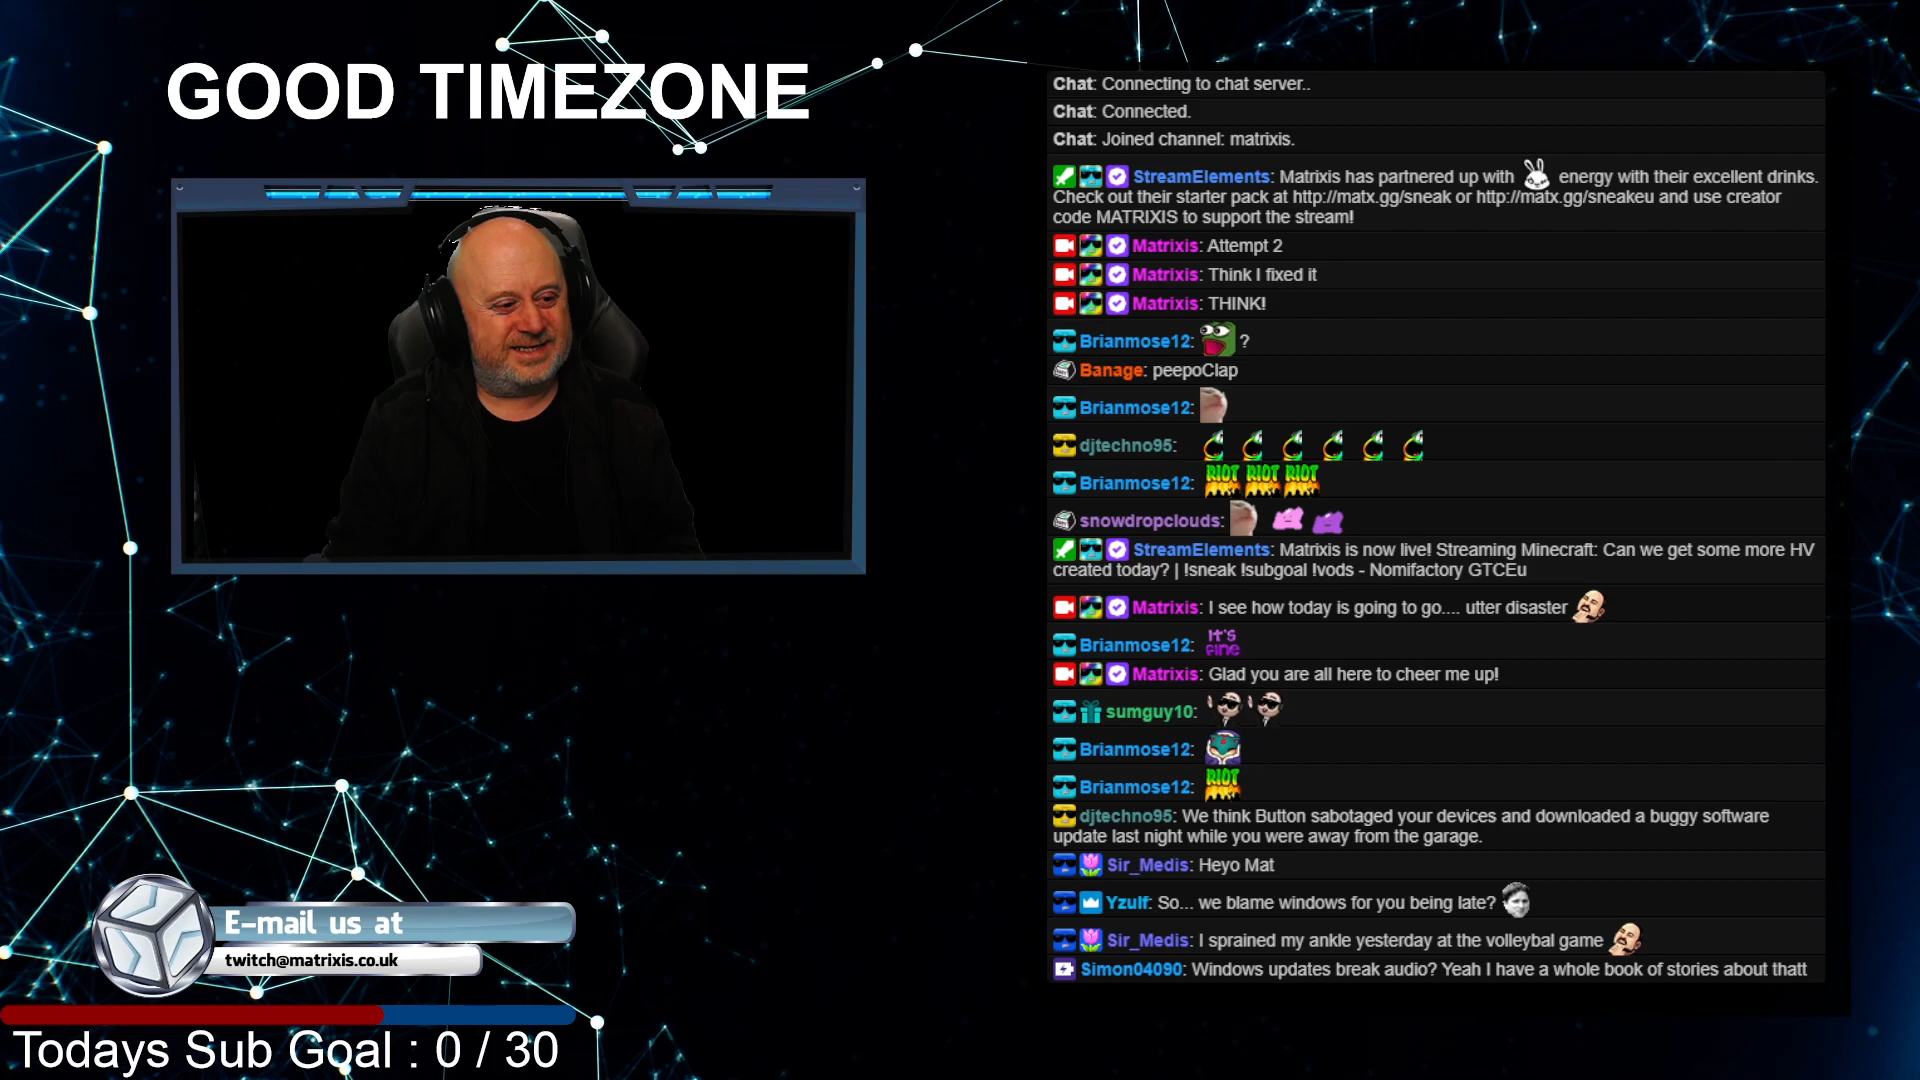 GOOD TIMEZONE
Chat: Connecting to chat server..
Chat: Connected.
Chat: Joined channel: matrixis.
StreamElements: Matrixis has partnered up with energy with their excellent drinks.
Check out their starter pack at http://matx.gg/sneak or http://matx.gg/sneakeu and use creator
code MATRIXIS to support the stream!
Matrixis: Attempt 2
Matrixis: Think I fixed it
Matrixis: THINK!
Brianmose12: ?
Banage: peepoClap
Brianmose12:
djtechno95:
Brianmose12: RIOT RIOT RIOT
snowdropclouds:
StreamElements: Matrixis is now live! Streaming Minecraft: Can we get some more HV
created today? | !sneak !subgoal !vods - Nomifactory GTCEu
Matrixis: I see how today is going to go.... utter disaster
Brianmose12: IT'S FINE
Matrixis: Glad you are all here to cheer me up!
sumguy10:
Brianmose12:
Brianmose12: RIOT
djtechno95: We think Button sabotaged your devices and downloaded a buggy software
update last night while you were away from the garage.
Sir_Medis: Heyo Mat
Yzulf: So... we blame windows for you being late?
Sir_Medis: I sprained my ankle yesterday at the volleybal game
Simon04090: Windows updates break audio? Yeah I have a whole book of stories about thatt
E-mail us at
twitch@matrixis.co.uk
Todays Sub Goal : 0 / 30